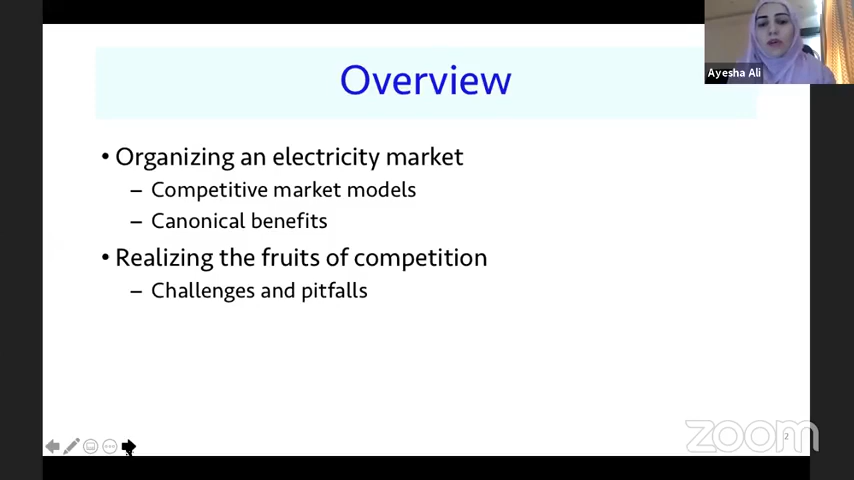 Overview
Ayesha Ali
• Organizing an electricity market
– Competitive market models
– Canonical benefits
• Realizing the fruits of competition
– Challenges and pitfalls
zoom
2